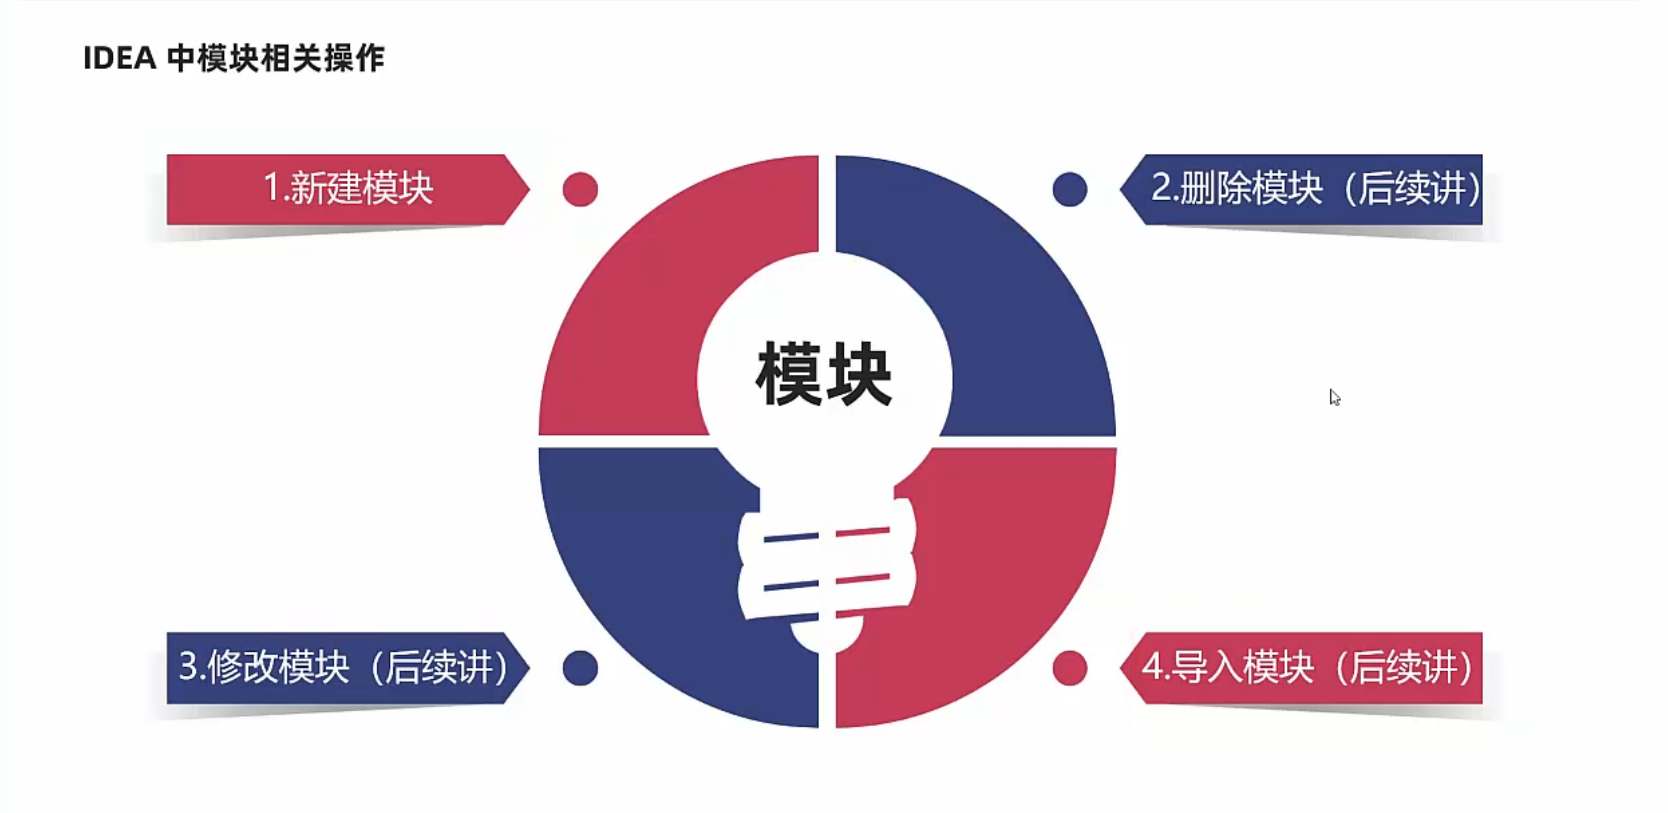 IDEA 中模块相关操作
1.新建模块
2.删除模块（后续讲）
模块
3.修改模块（后续讲）
4.导入模块（后续讲）